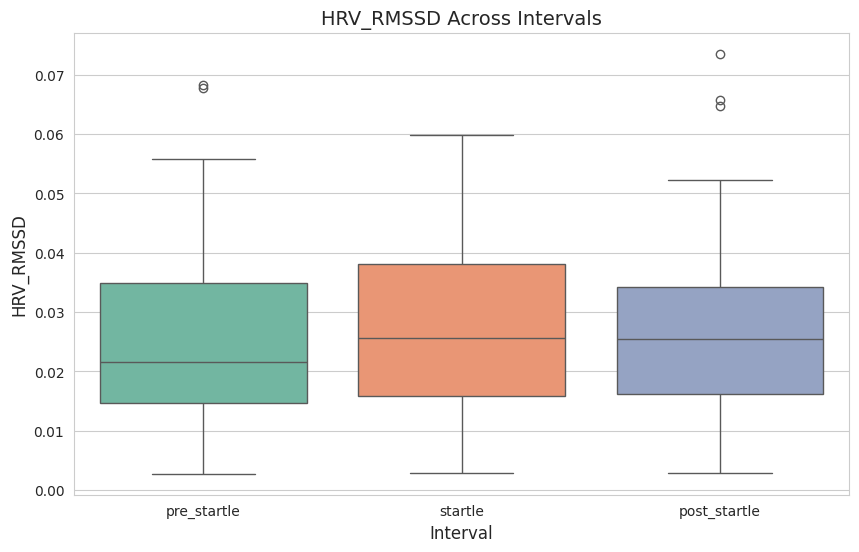 HRV_RMSSD Across Intervals
HRV_RMSSD
0.07
0.06
0.05
0.04
0.03
0.02
0.01
0.00
pre_startle startle post_startle
Interval